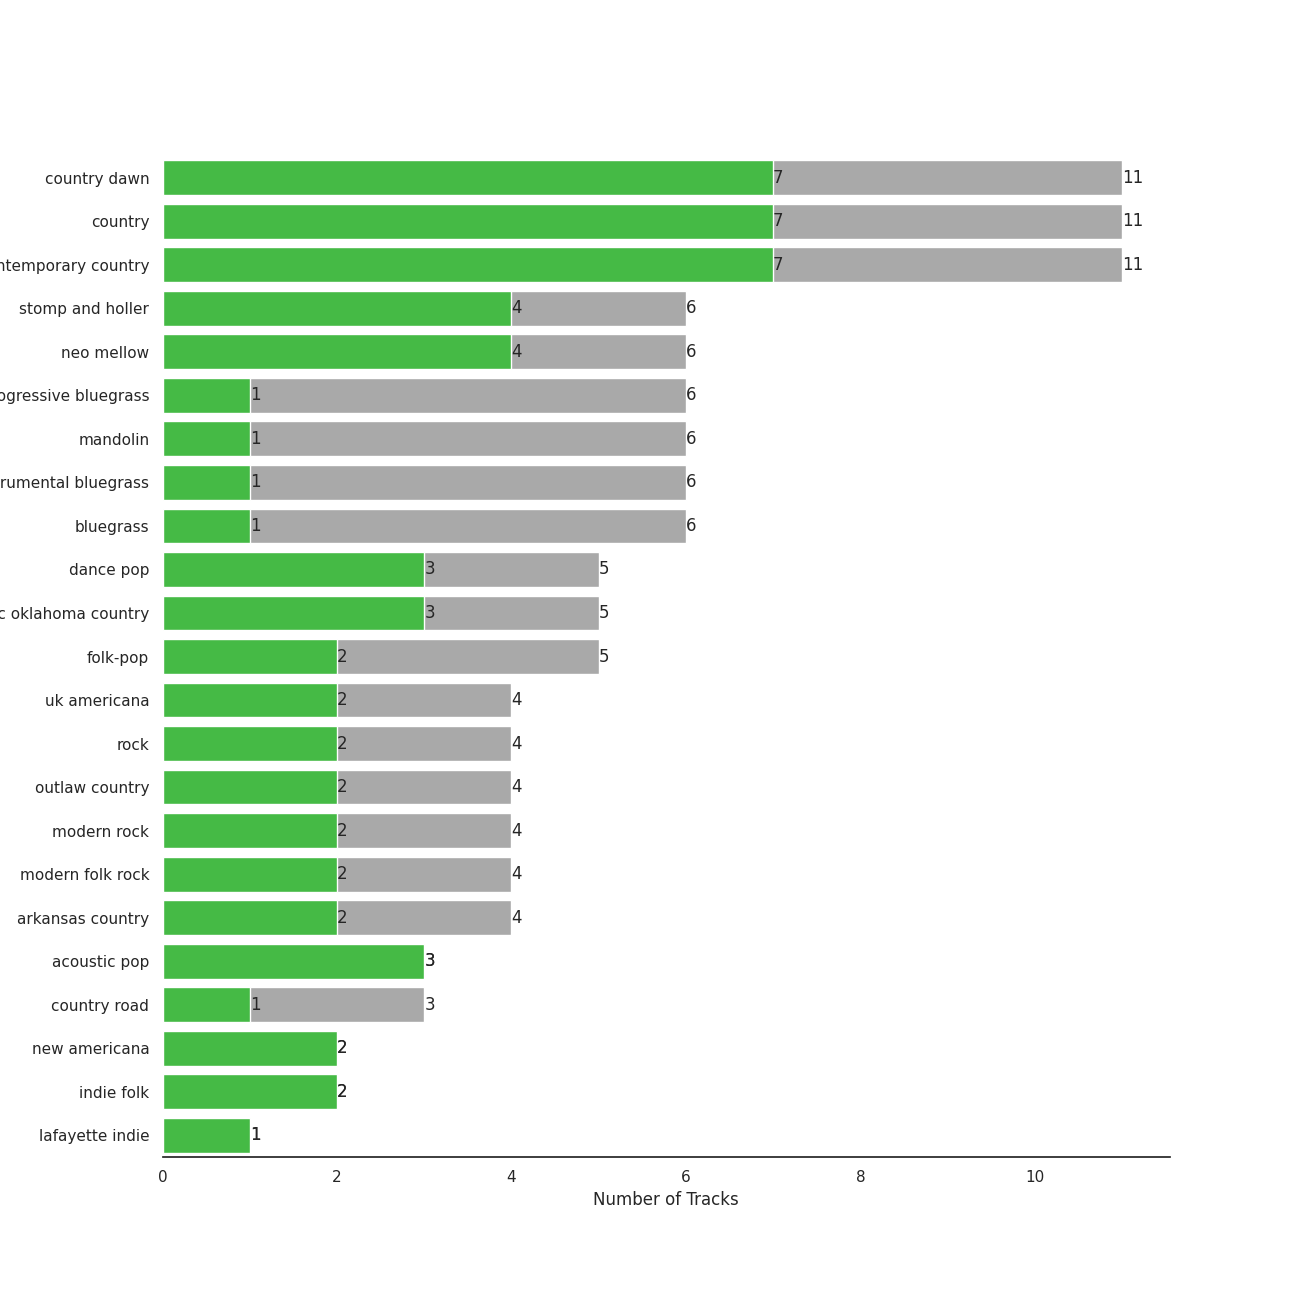 country dawn 7 11
country 7 11
ntemporary country 7 11
stomp and holler 4 6
neo mellow 4 6
ogressive bluegrass 1 6
mandolin 1 6
rumental bluegrass 1 6
bluegrass 1 6
dance pop 3 5
c oklahoma country 3 5
folk-pop 2 5
uk americana 2 4
rock 2 4
outlaw country 2 4
modern rock 2 4
modern folk rock 2 4
arkansas country 2 4
acoustic pop 3
country road 1 3
new americana 2
indie folk 2
lafayette indie 1
0 2 4 6 8 10
Number of Tracks